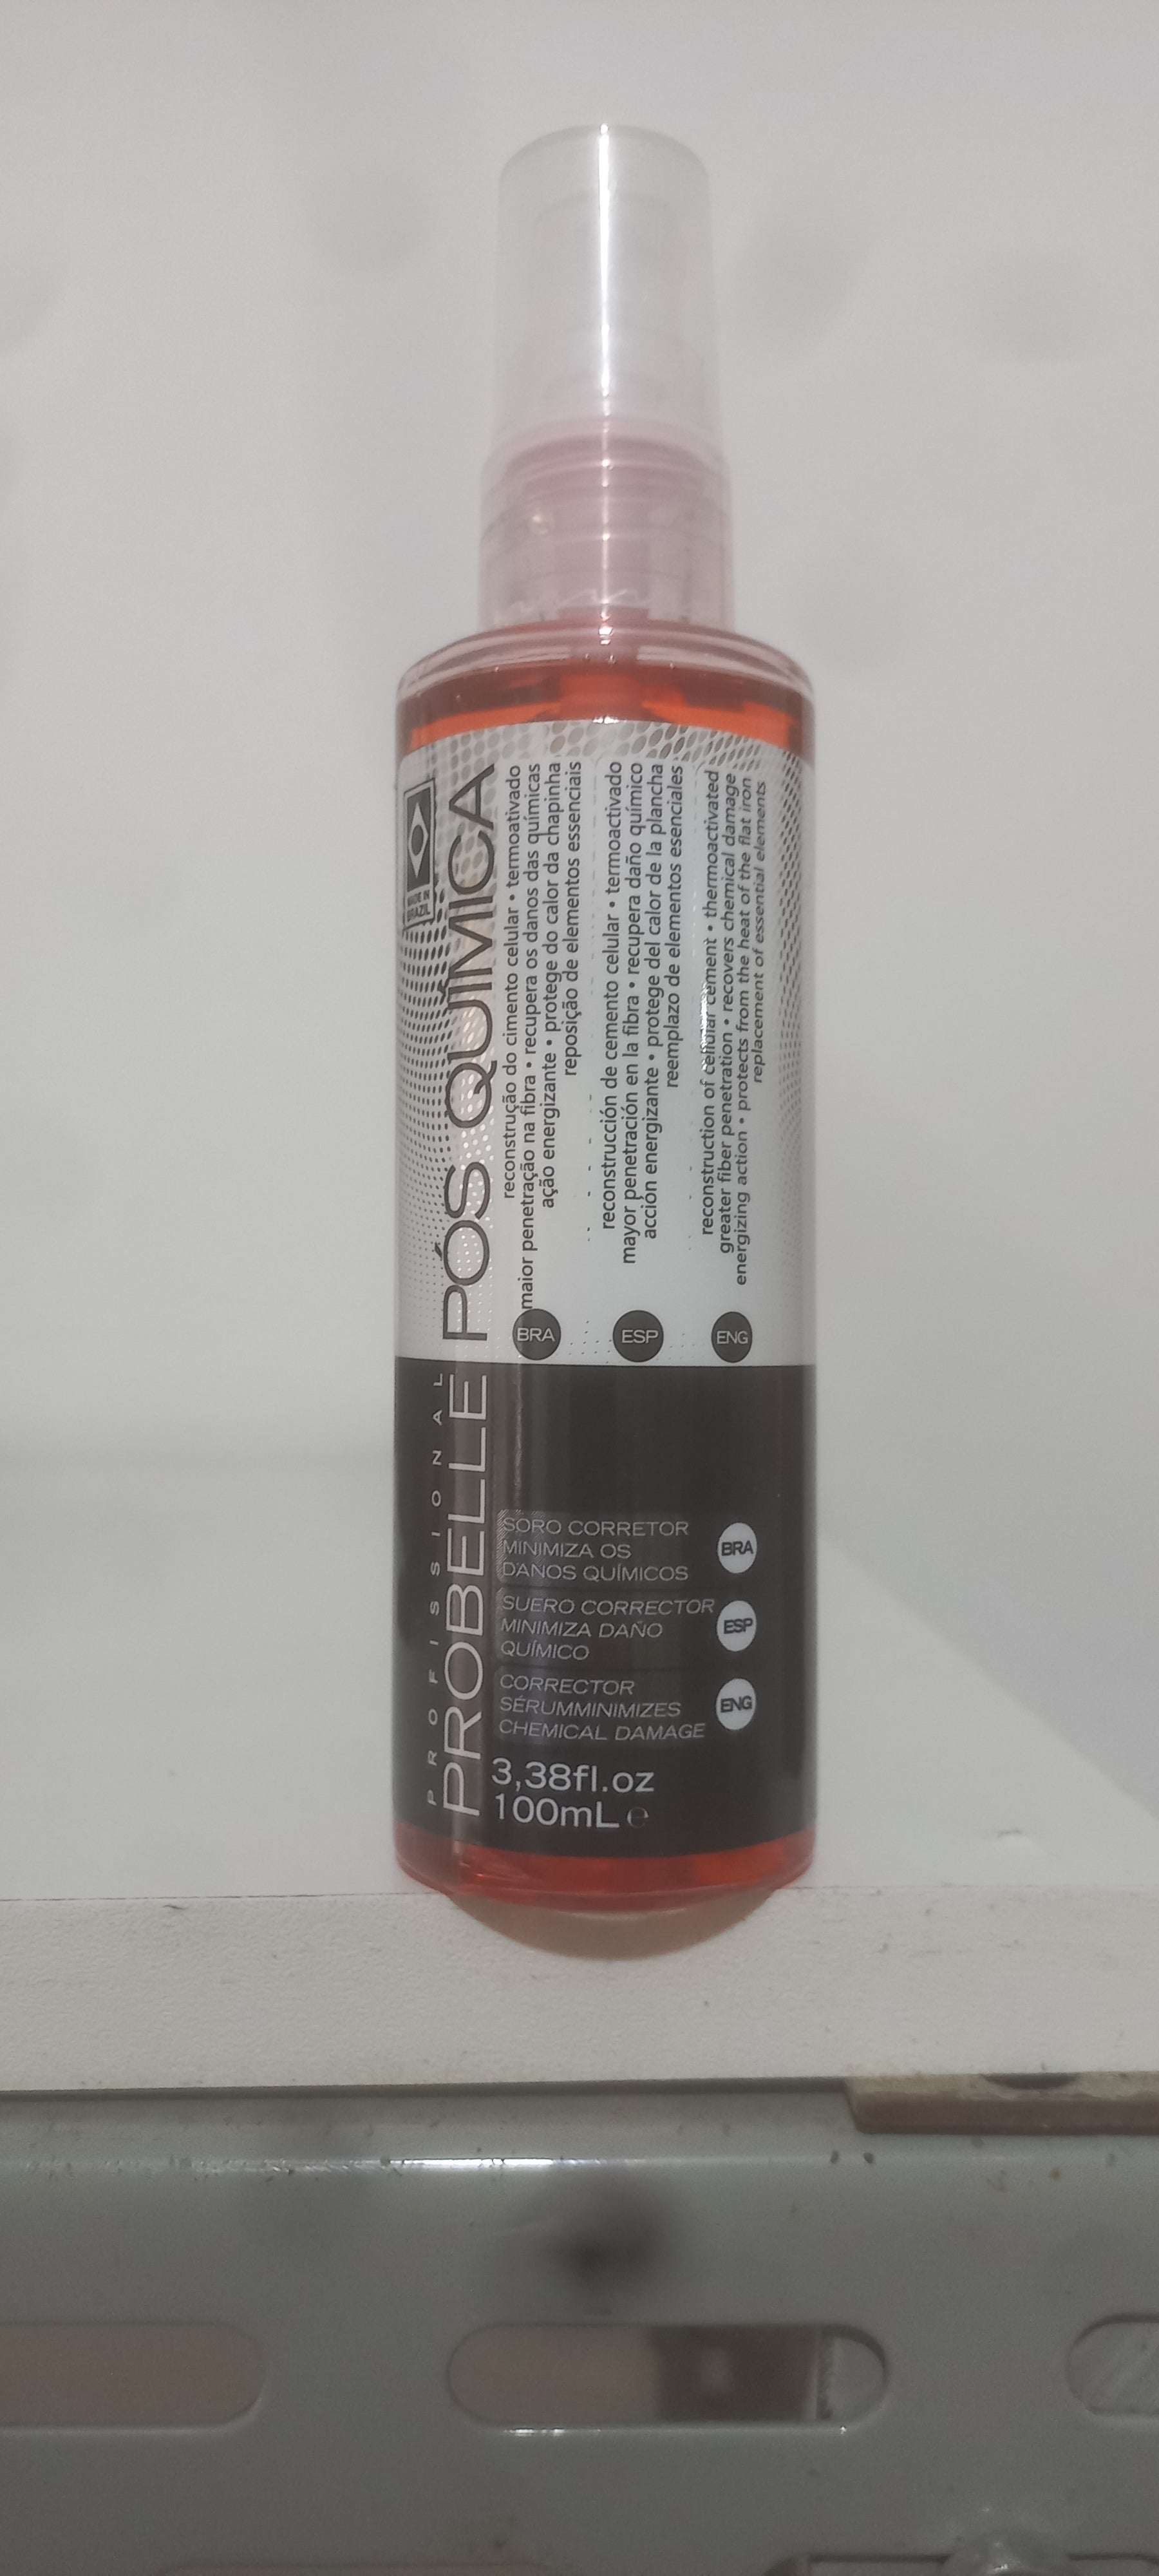 MADE IN
BRAZIL
PROFISSIONAL
PROBELLE PÓS QUÍMICA
BRA
reconstrução do cimento celular • termoativado
maior penetração na fibra • recupera os danos das químicas
ação energizante • protege do calor da chapinha
reposição de elementos essenciais
ESP
reconstrucción de cemento celular • termoactivado
mayor penetración en la fibra • recupera daño químico
acción energizante • protege del calor de la plancha
reemplazo de elementos esenciales
ENG
reconstruction of cellular cement • thermoactivated
greater fiber penetration • recovers chemical damage
energizing action • protects from the heat of the flat iron
replacement of essential elements
SORO CORRETOR
MINIMIZA OS
DANOS QUÍMICOS
BRA
SUERO CORRECTOR
MINIMIZA DAÑO
QUÍMICO
ESP
CORRECTOR
SÉRUMMINIMIZES
CHEMICAL DAMAGE
ENG
3,38fl.oz
100mL e